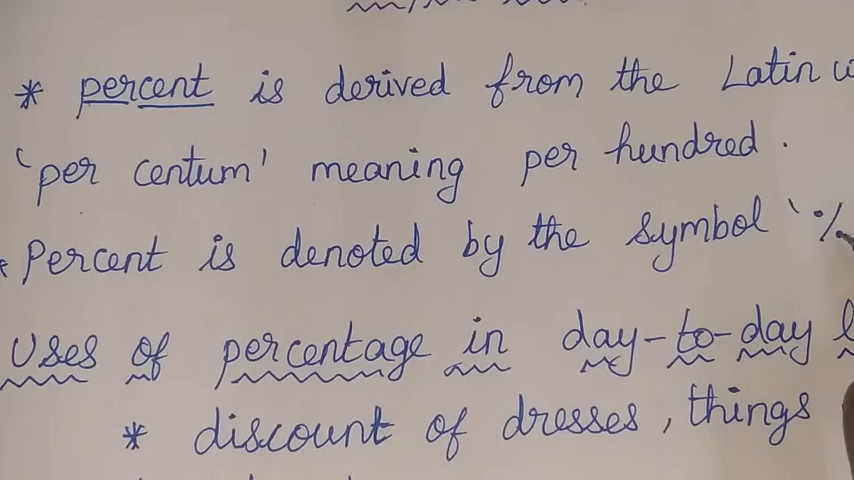 * percent is derived from the Latin
'per centum' meaning per hundred.
* Percent is denoted by the symbol '%
Uses of percentage in day-to-day
* discount of dresses, things